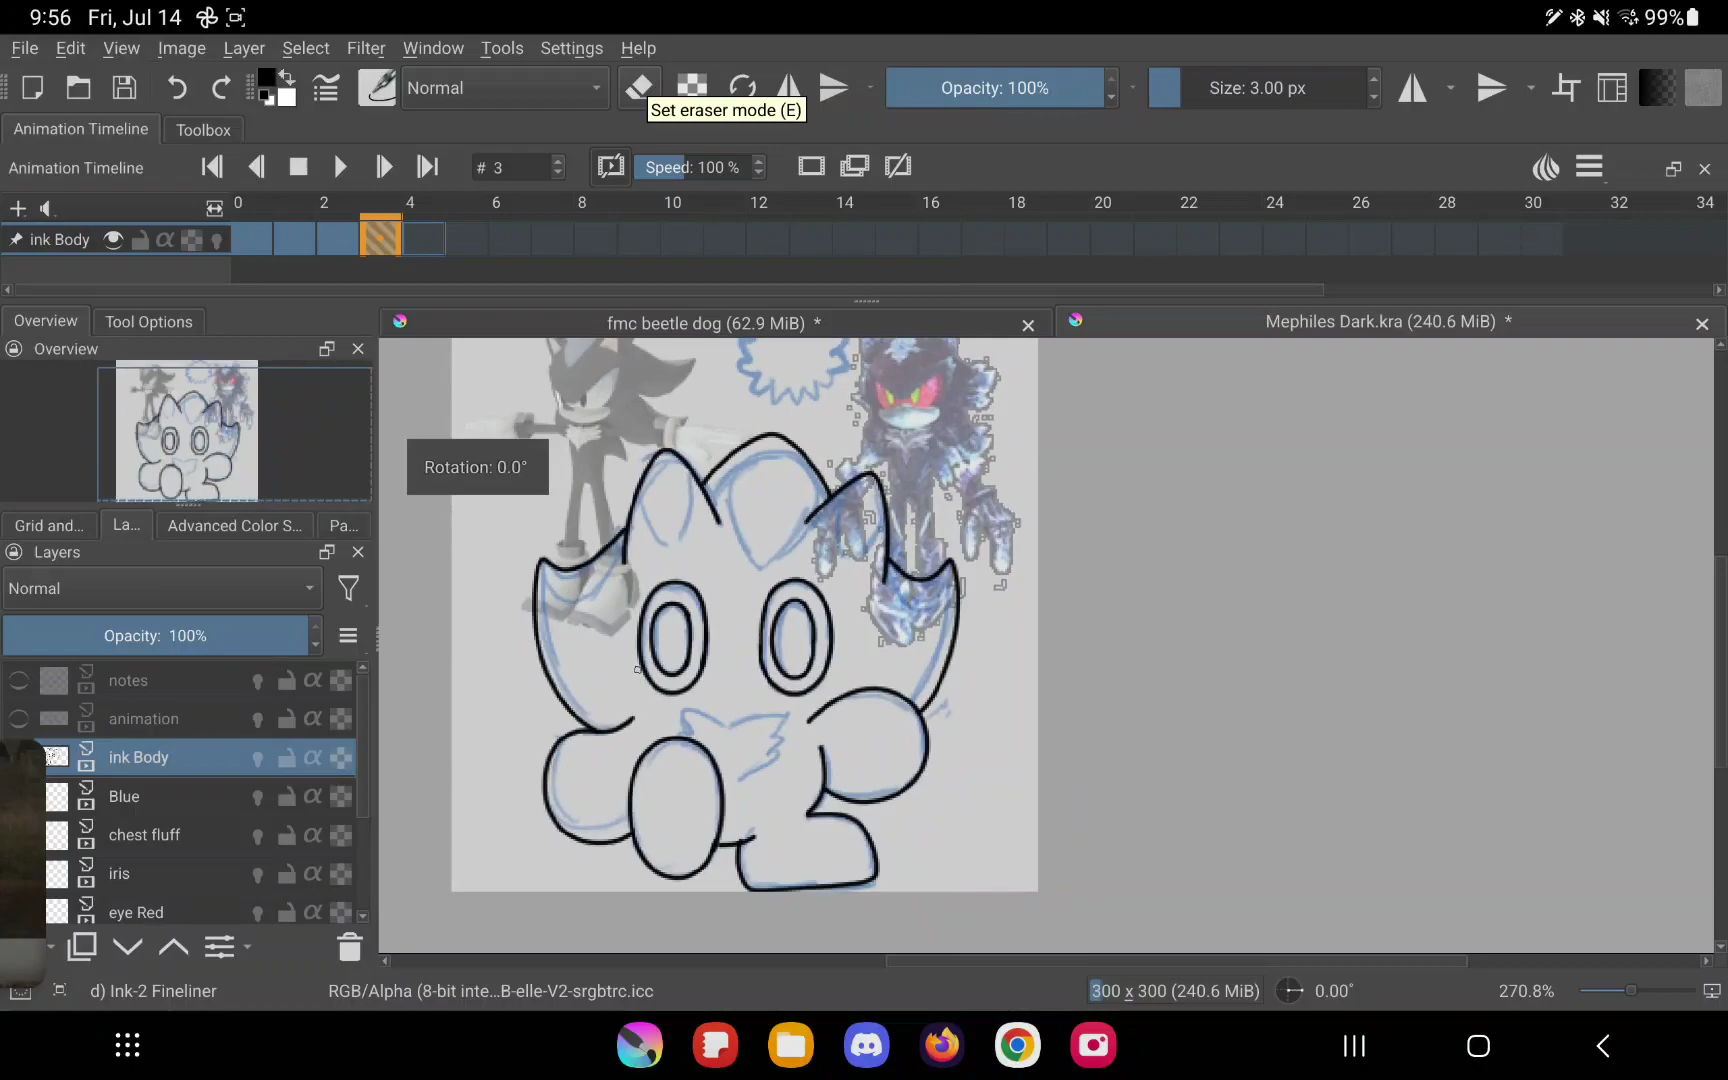 9:56 Fri, Jul 14 99%
File Edit View Image Layer Select Filter Window Tools Settings Help
Normal Opacity: 100% Size: 3.00 px
Set eraser mode (E)
Animation Timeline Toolbox
Animation Timeline # 3 Speed: 100 %
0 2 4 6 8 10 12 14 16 18 20 22 24 26 28 30 32 34
ink Body
Overview Tool Options
fmc beetle dog (62.9 MiB) *
Mephiles Dark.kra (240.6 MiB) *
Overview
Rotation: 0.0°
Grid and... La... Advanced Color S... Pa...
Layers
Normal
Opacity: 100%
notes
animation
ink Body
Blue
chest fluff
iris
eye Red
d) Ink-2 Fineliner RGB/Alpha (8-bit inte...B-elle-V2-srgbtrc.icc 300 x 300 (240.6 MiB) 0.00° 270.8%